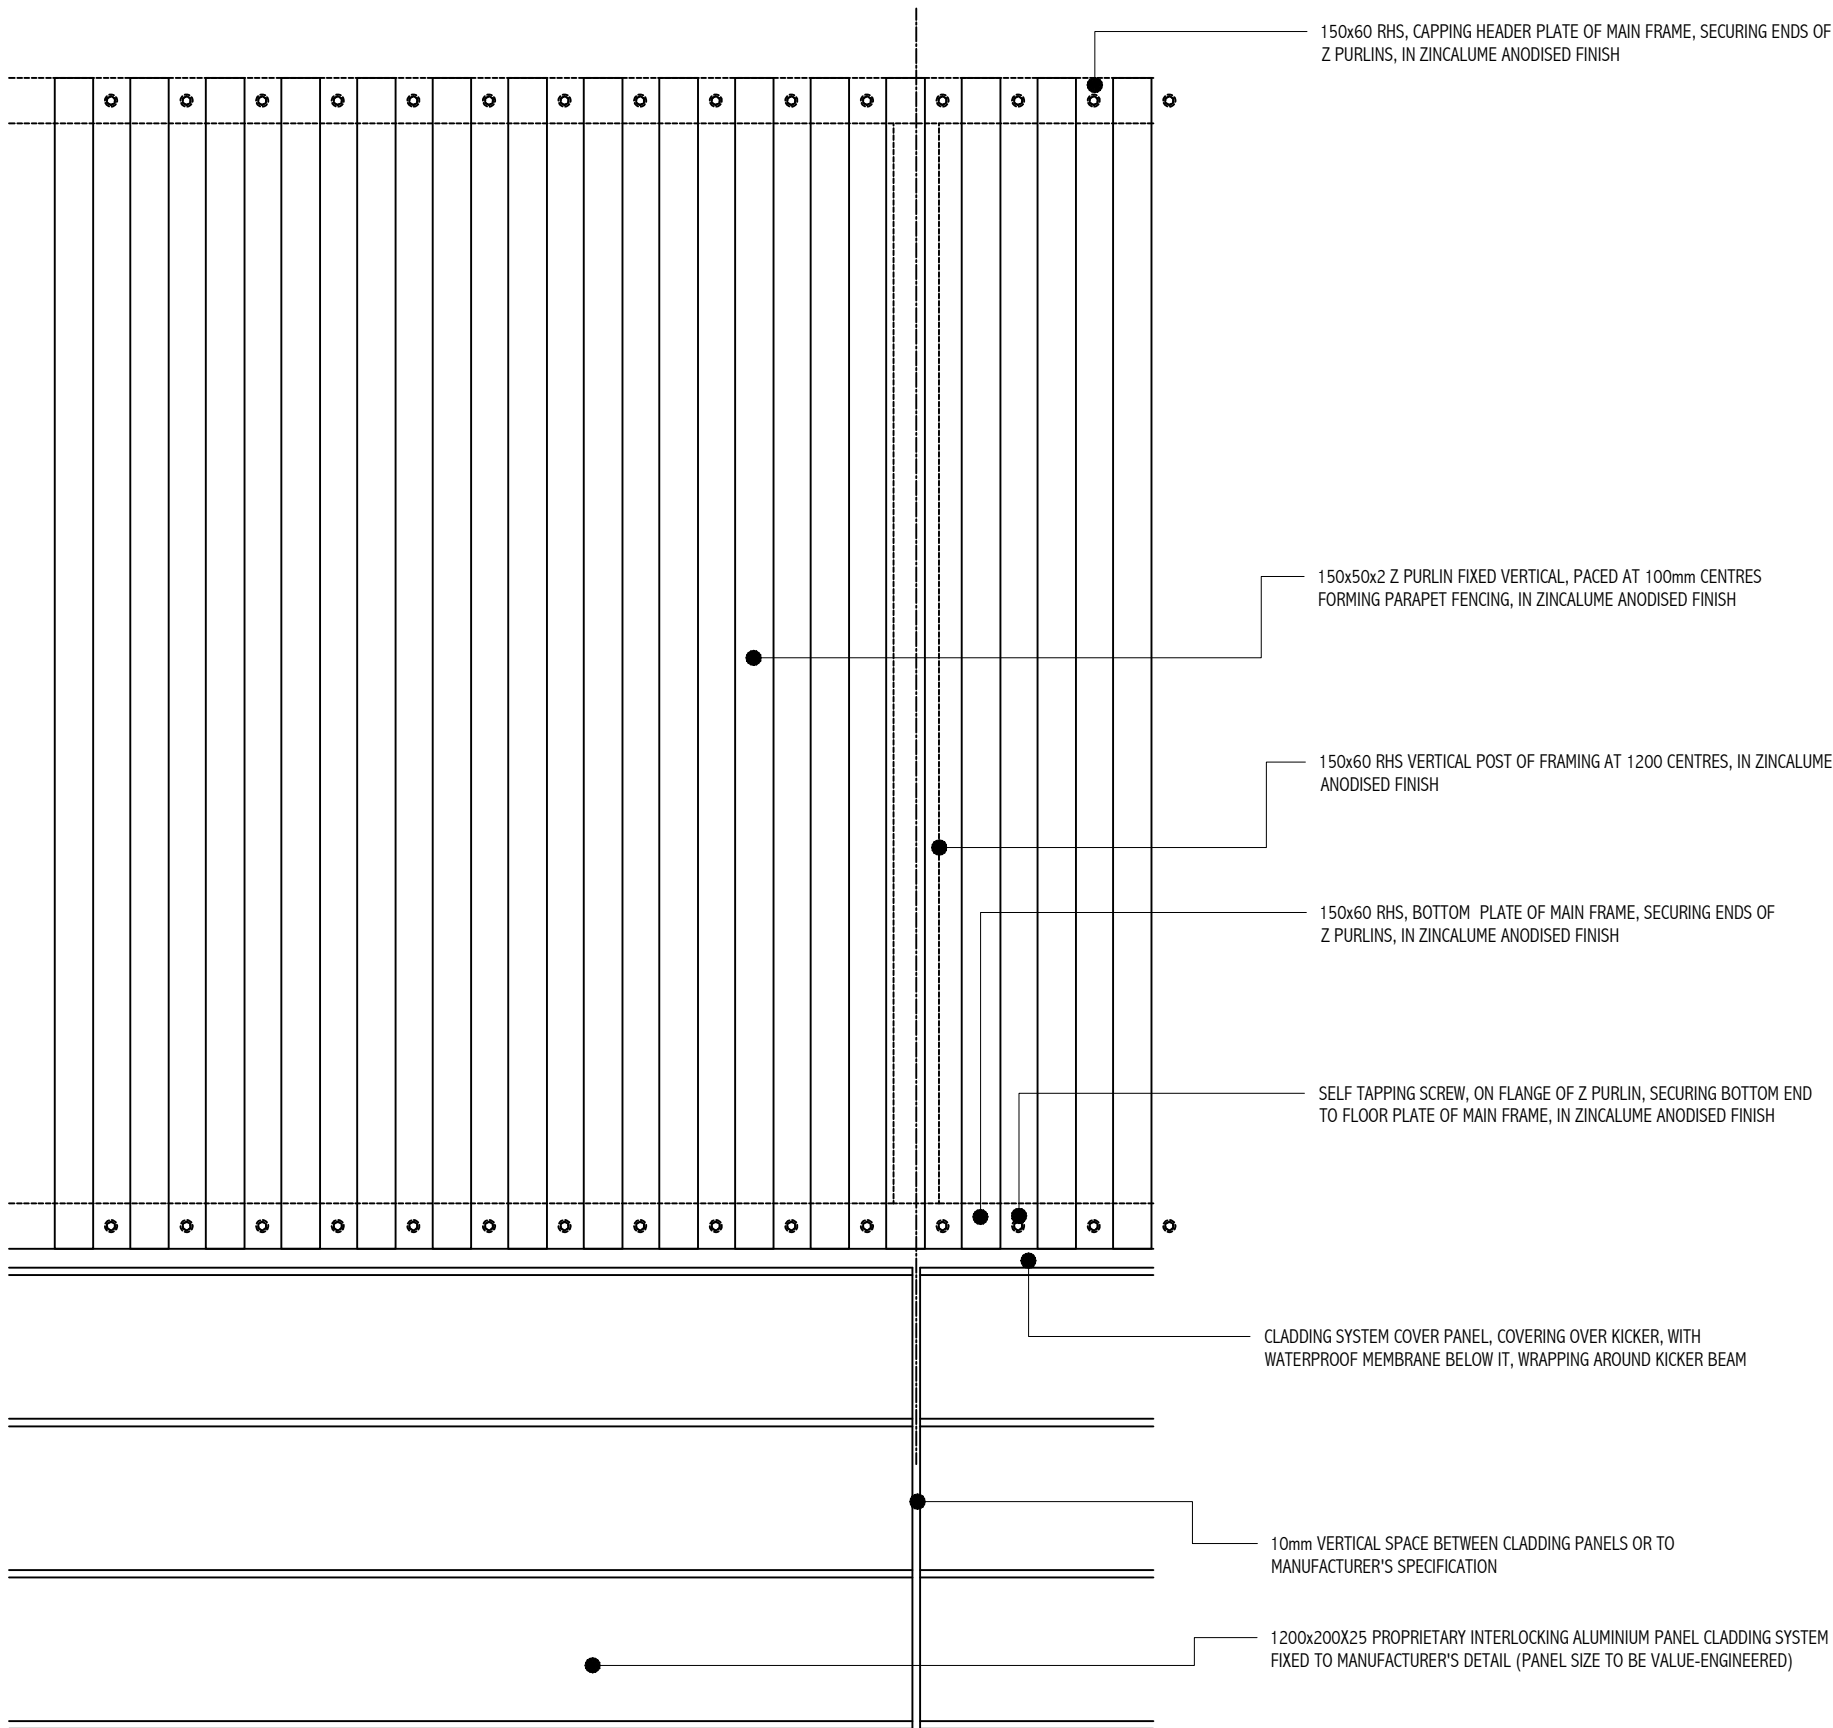 150x60 RHS, CAPPING HEADER PLATE OF MAIN FRAME, SECURING ENDS OF
Z PURLINS, IN ZINCALUME ANODISED FINISH
150x50x2 Z PURLIN FIXED VERTICAL, PACED AT 100mm CENTRES
FORMING PARAPET FENCING, IN ZINCALUME ANODISED FINISH
150x60 RHS VERTICAL POST OF FRAMING AT 1200 CENTRES, IN ZINCALUME
ANODISED FINISH
150x60 RHS, BOTTOM  PLATE OF MAIN FRAME, SECURING ENDS OF
Z PURLINS, IN ZINCALUME ANODISED FINISH
SELF TAPPING SCREW, ON FLANGE OF Z PURLIN, SECURING BOTTOM END
TO FLOOR PLATE OF MAIN FRAME, IN ZINCALUME ANODISED FINISH
CLADDING SYSTEM COVER PANEL, COVERING OVER KICKER, WITH
WATERPROOF MEMBRANE BELOW IT, WRAPPING AROUND KICKER BEAM
10mm VERTICAL SPACE BETWEEN CLADDING PANELS OR TO
MANUFACTURER'S SPECIFICATION
1200x200X25 PROPRIETARY INTERLOCKING ALUMINIUM PANEL CLADDING SYSTEM
FIXED TO MANUFACTURER'S DETAIL (PANEL SIZE TO BE VALUE-ENGINEERED)